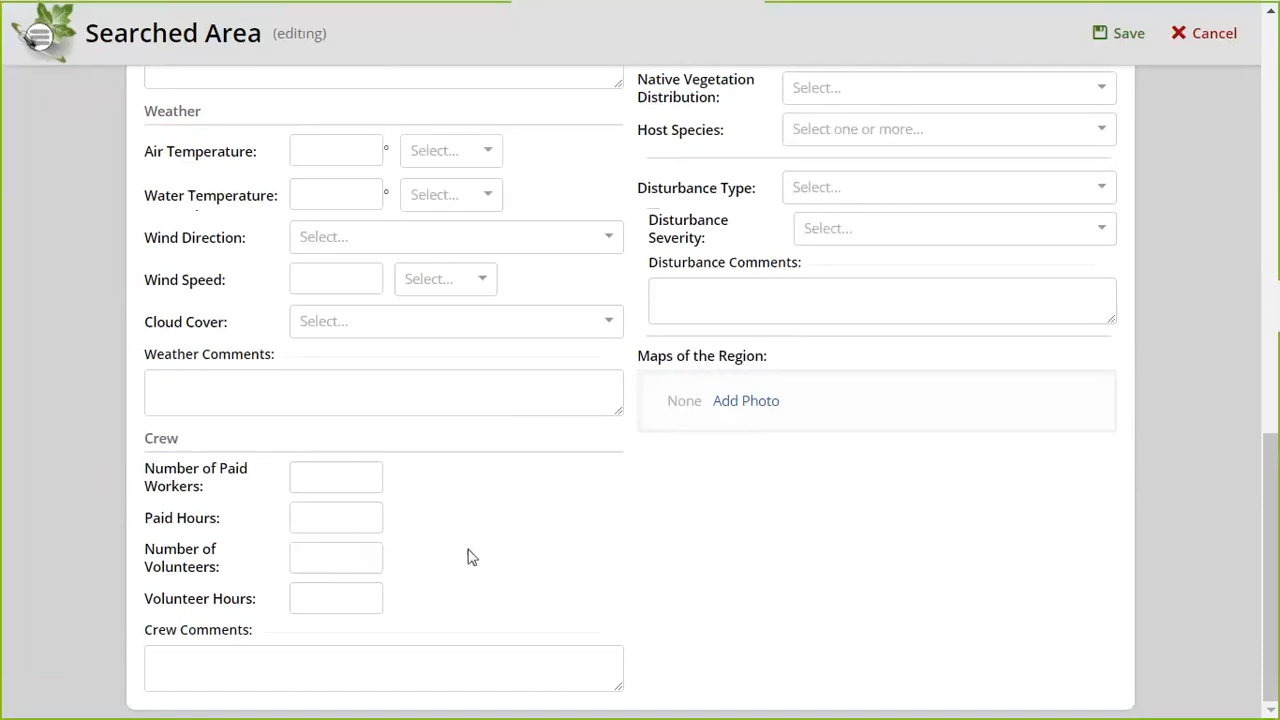 Searched Area (editing)
Save
Cancel
Weather
Air Temperature: ° Select...
Water Temperature: ° Select...
Wind Direction: Select...
Wind Speed: Select...
Cloud Cover: Select...
Weather Comments:
Crew
Number of Paid
Workers:
Paid Hours:
Number of
Volunteers:
Volunteer Hours:
Crew Comments:
Native Vegetation
Distribution:
Select...
Host Species: Select one or more...
Disturbance Type: Select...
Disturbance
Severity:
Select...
Disturbance Comments:
Maps of the Region:
None Add Photo